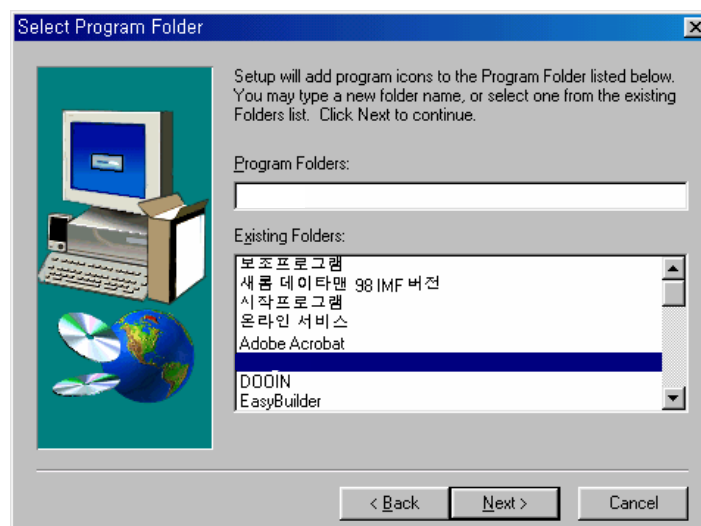 Select Program Folder
Setup will add program icons to the Program Folder listed below.
You may type a new folder name, or select one from the existing
Folders list. Click Next to continue.
Program Folders:
Existing Folders:
보조프로그램
새롬 데이타맨 98 IMF 버전
시작프로그램
온라인 서비스
Adobe Acrobat
DOOIN
EasyBuilder
< Back
Next >
Cancel